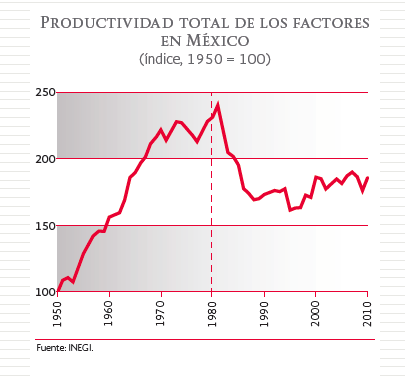 PRODUCTIVIDAD TOTAL DE LOS FACTORES
EN MÉXICO
(índice, 1950 = 100)
250
200
150
100
1950
1960
1970
1980
1990
2000
2010
Fuente: INEGI.